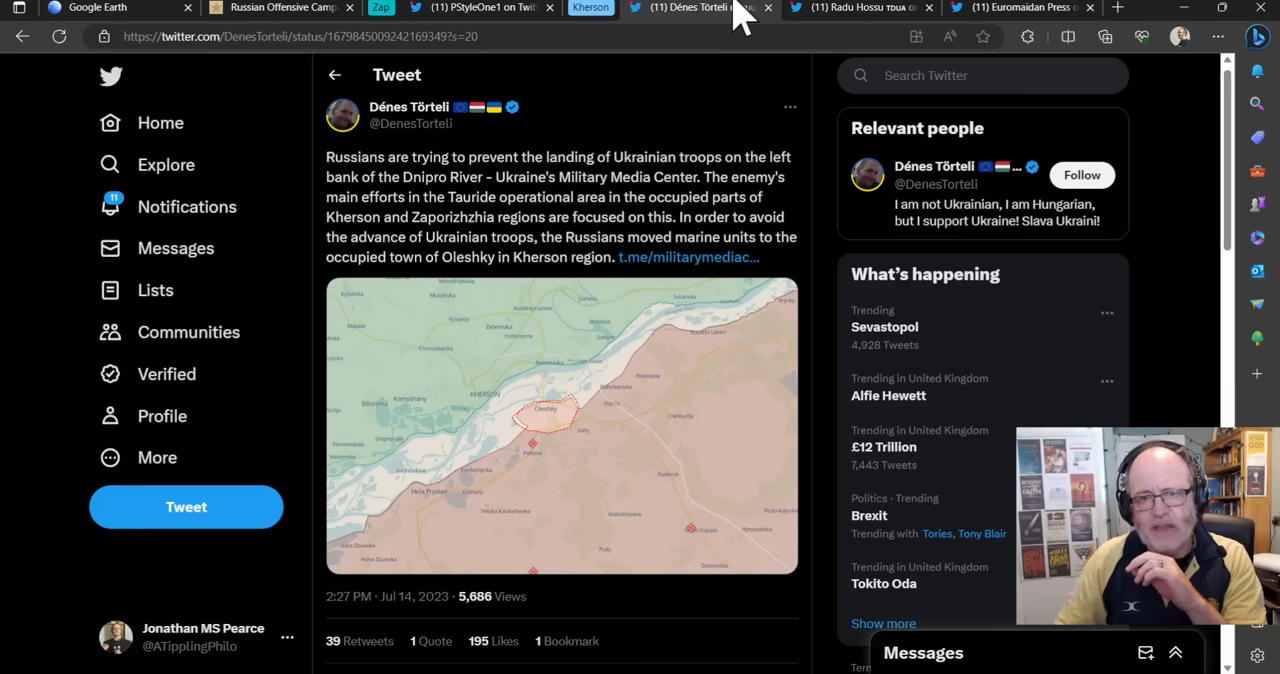 Google Earth
Russian Offensive Camp
Zap
(11) PStyleOne1 on Twitt
Kherson
(11) Dénes Törteli
(11) Radu Hossu ᴛᴅᴜᴀ on
(11) Euromaidan Press o
https://twitter.com/DenesTorteli/status/1679845009242169349?s=20
Home
Explore
11
Notifications
Messages
Lists
Communities
Verified
Profile
More
Tweet
Jonathan MS Pearce
@ATipplingPhilo
Tweet
Dénes Törteli
@DenesTorteli
Russians are trying to prevent the landing of Ukrainian troops on the left
bank of the Dnipro River - Ukraine's Military Media Center. The enemy's
main efforts in the Tauride operational area in the occupied parts of
Kherson and Zaporizhzhia regions are focused on this. In order to avoid
the advance of Ukrainian troops, the Russians moved marine units to the
occupied town of Oleshky in Kherson region. t.me/militarymediac...
KHERSON
Oleshky
Hola Prystan
2:27 PM · Jul 14, 2023 · 5,686 Views
39 Retweets 1 Quote 195 Likes 1 Bookmark
Search Twitter
Relevant people
Dénes Törteli ...
@DenesTorteli
Follow
I am not Ukrainian, I am Hungarian,
but I support Ukraine! Slava Ukraini!
What's happening
Trending
Sevastopol
4,928 Tweets
Trending in United Kingdom
Alfie Hewett
Trending in United Kingdom
£12 Trillion
7,443 Tweets
Politics · Trending
Brexit
Trending with Tories, Tony Blair
Trending in United Kingdom
Tokito Oda
Show more
Messages